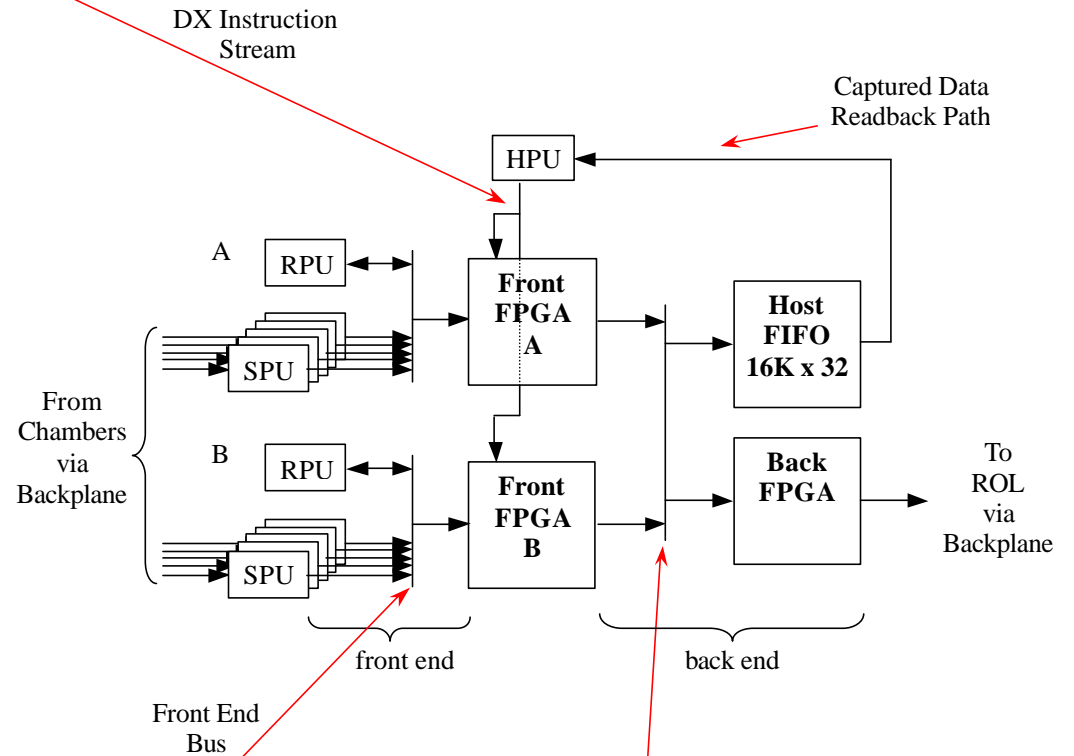 DX Instruction
Stream
Captured Data
Readback Path
HPU
A
RPU
SPU
Front
FPGA
A
Host
FIFO
16K x 32
From
Chambers
via
Backplane
B
RPU
SPU
Front
FPGA
B
Back
FPGA
To
ROL
via
Backplane
front end
back end
Front End
Bus